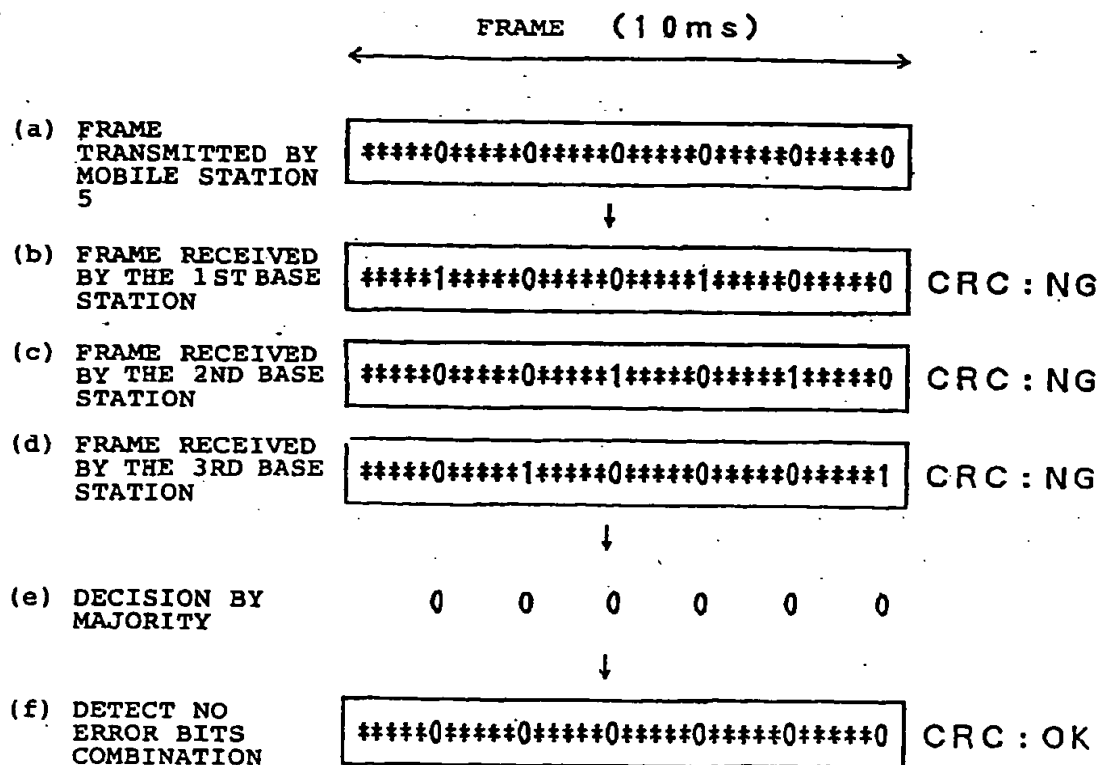 FRAME (10ms)
(a) FRAME
TRANSMITTED BY
MOBILE STATION
5
*****0*****0*****0*****0*****0*****0
(b) FRAME RECEIVED
BY THE 1ST BASE
STATION
*****1*****0*****0*****1*****0*****0 CRC:NG
(c) FRAME RECEIVED
BY THE 2ND BASE
STATION
*****0*****0*****1*****0*****1*****0 CRC:NG
(d) FRAME RECEIVED
BY THE 3RD BASE
STATION
*****0*****1*****0*****0*****0*****1 CRC:NG
(e) DECISION BY
MAJORITY
0 0 0 0 0 0
(f) DETECT NO
ERROR BITS
COMBINATION
*****0*****0*****0*****0*****0*****0 CRC:OK